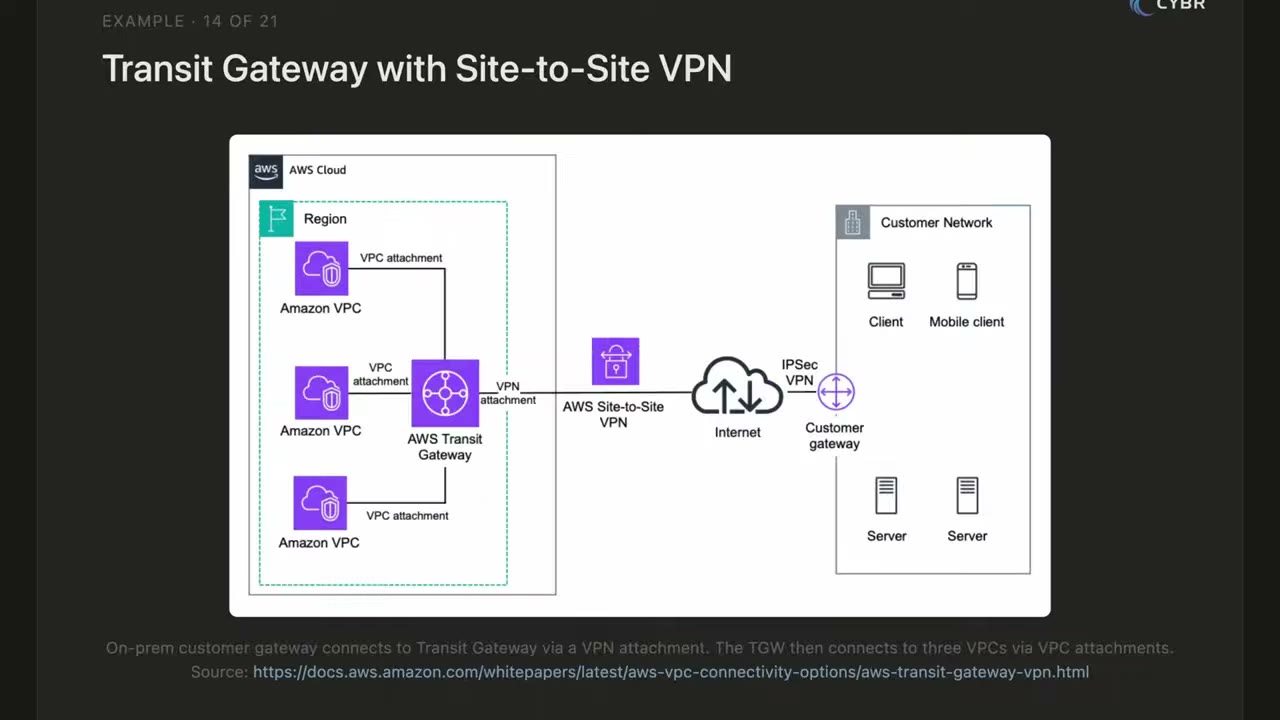 EXAMPLE · 14 OF 21
CYBR
Transit Gateway with Site-to-Site VPN
aws
AWS Cloud
Region
VPC attachment
Amazon VPC
VPC
attachment
Amazon VPC
AWS Transit
Gateway
VPC attachment
Amazon VPC
VPN
attachment
AWS Site-to-Site
VPN
Internet
IPSec
VPN
Customer
gateway
Customer Network
Client
Mobile client
Server
Server
On-prem customer gateway connects to Transit Gateway via a VPN attachment. The TGW then connects to three VPCs via VPC attachments.
Source: https://docs.aws.amazon.com/whitepapers/latest/aws-vpc-connectivity-options/aws-transit-gateway-vpn.html